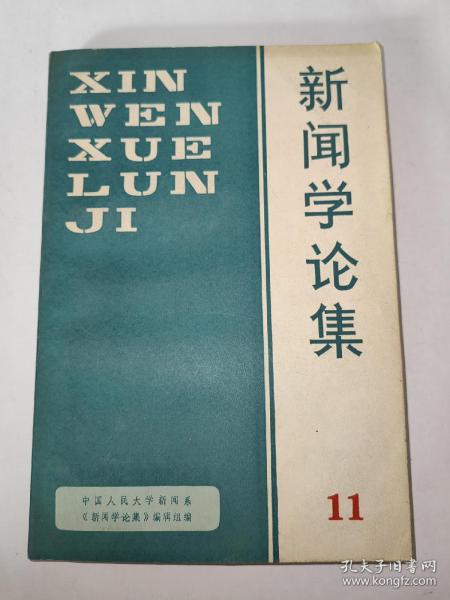 XIN
WEN
XUE
LUN
JI
新闻学论集
11
中国人民大学新闻系
《新闻学论集》编辑组编
孔夫子旧书网
www.kongfz.com